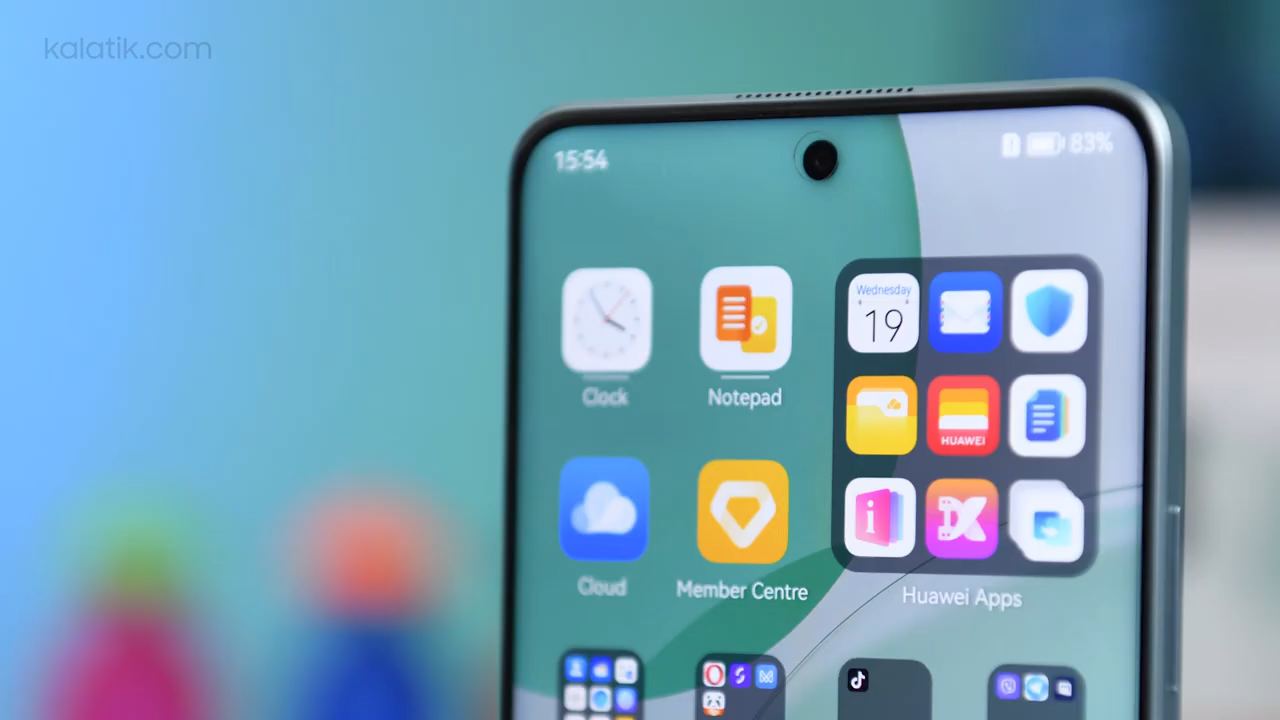 kalatik.com
15:54
83%
Wednesday
19
HUAWEI
Clock
Notepad
Cloud
Member Centre
Huawei Apps